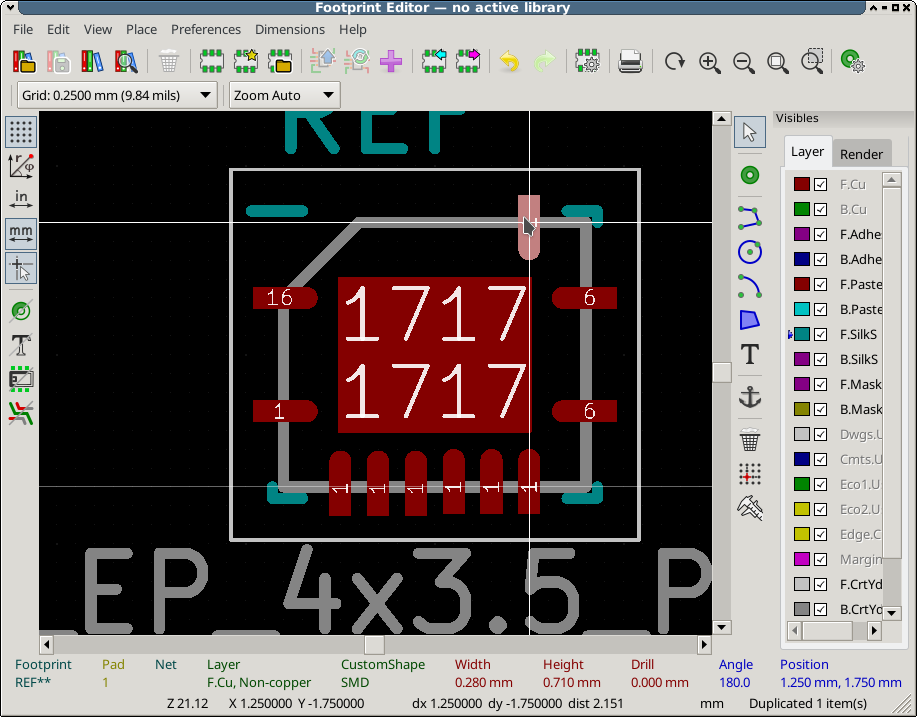 Footprint Editor — no active library
File Edit View Place Preferences Dimensions Help
Grid: 0.2500 mm (9.84 mils) Zoom Auto
Visibles
Layer Render
in
mm
REF
16
6
1717
1717
1
6
1 1 1 1 1 1
_EP_4x3.5_P
F.Cu
B.Cu
F.Adhe
B.Adhe
F.Paste
B.Paste
F.SilkS
B.SilkS
F.Mask
B.Mask
Dwgs.U
Cmts.U
Eco1.U
Eco2.U
Edge.C
Margin
F.CrtYd
B.CrtYd
Footprint Pad Net Layer CustomShape Width Height Drill Angle Position
REF** 1 F.Cu, Non-copper SMD 0.280 mm 0.710 mm 0.000 mm 180.0 1.250 mm, 1.750 mm
Z 21.12 X 1.250000 Y -1.750000 dx 1.250000 dy -1.750000 dist 2.151 mm Duplicated 1 item(s)